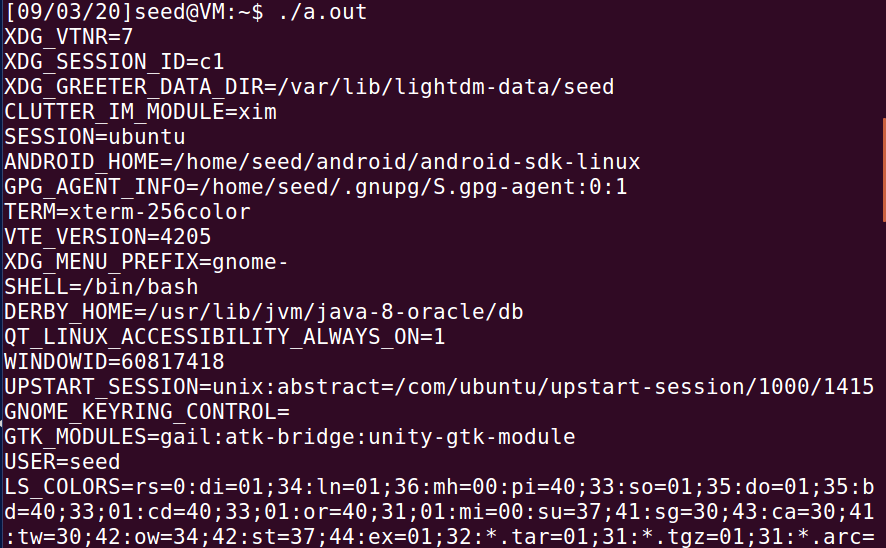 [09/03/20]seed@VM:~$ ./a.out
XDG_VTNR=7
XDG_SESSION_ID=c1
XDG_GREETER_DATA_DIR=/var/lib/lightdm-data/seed
CLUTTER_IM_MODULE=xim
SESSION=ubuntu
ANDROID_HOME=/home/seed/android/android-sdk-linux
GPG_AGENT_INFO=/home/seed/.gnupg/S.gpg-agent:0:1
TERM=xterm-256color
VTE_VERSION=4205
XDG_MENU_PREFIX=gnome-
SHELL=/bin/bash
DERBY_HOME=/usr/lib/jvm/java-8-oracle/db
QT_LINUX_ACCESSIBILITY_ALWAYS_ON=1
WINDOWID=60817418
UPSTART_SESSION=unix:abstract=/com/ubuntu/upstart-session/1000/1415
GNOME_KEYRING_CONTROL=
GTK_MODULES=gail:atk-bridge:unity-gtk-module
USER=seed
LS_COLORS=rs=0:di=01;34:ln=01;36:mh=00:pi=40;33:so=01;35:do=01;35:b
d=40;33;01:cd=40;33;01:or=40;31;01:mi=00:su=37;41:sg=30;43:ca=30;41
:tw=30;42:ow=34;42:st=37;44:ex=01;32:*.tar=01;31:*.tgz=01;31:*.arc=